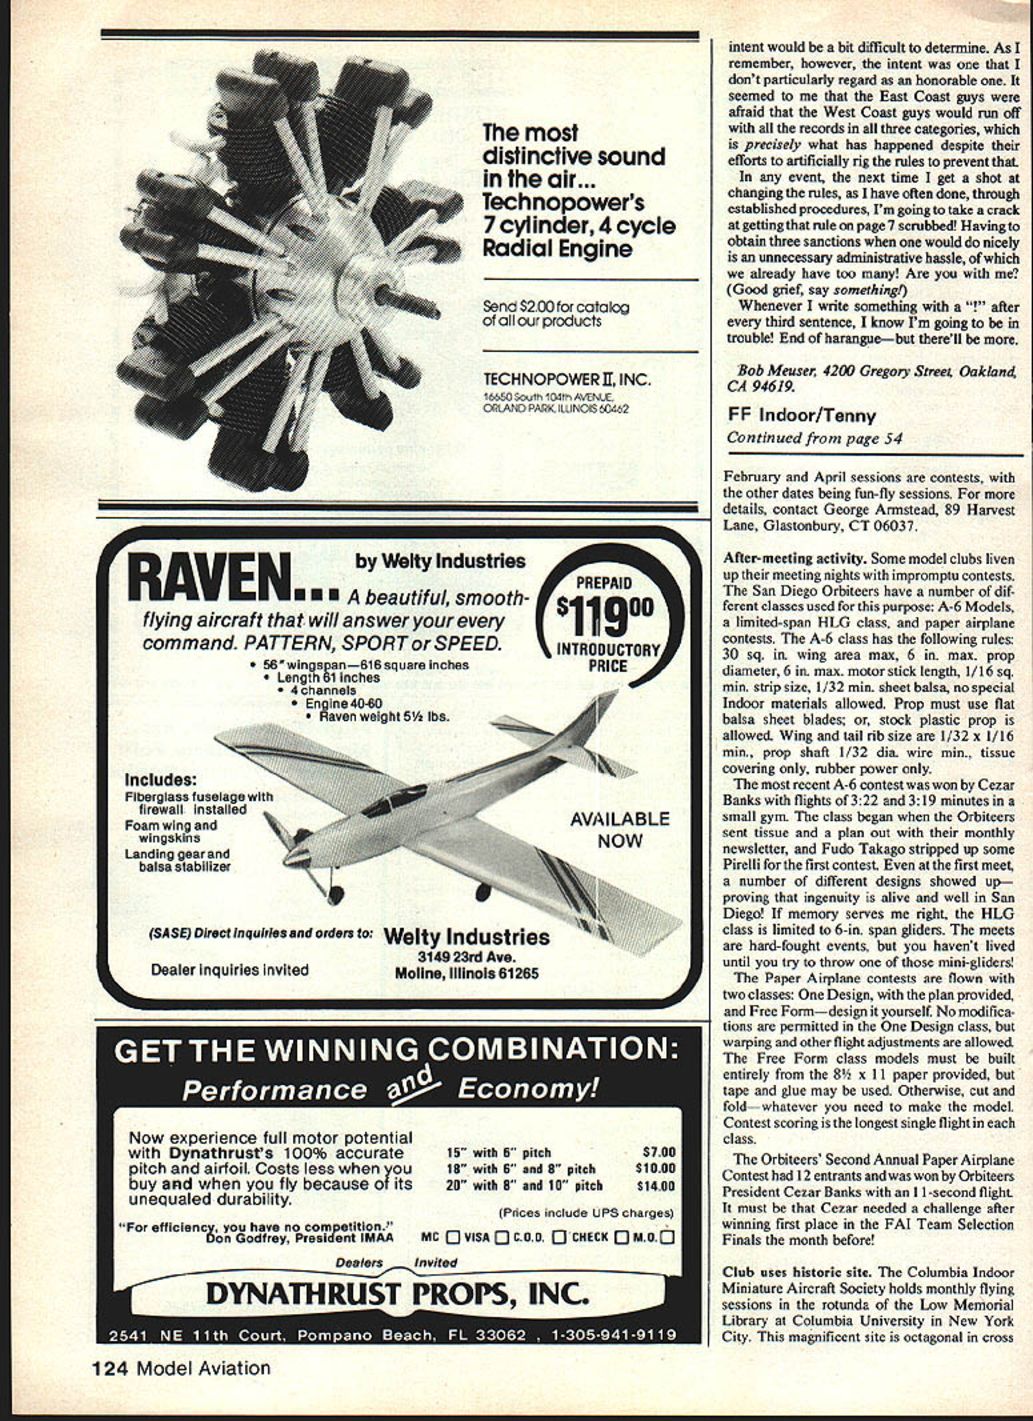 The most
distinctive sound
in the air...
Technopower's
7 cylinder, 4 cycle
Radial Engine
Send $2.00 for catalog
of all our products
TECHNOPOWER II, INC.
16650 South 104th AVENUE,
ORLAND PARK, ILLINOIS 60462
RAVEN...
by Welty Industries
A beautiful, smooth-
flying aircraft that will answer your every
command. PATTERN, SPORT or SPEED.
PREPAID
$119⁰⁰
INTRODUCTORY
PRICE
• 56" wingspan—616 square inches
• Length 61 inches
• 4 channels
• Engine 40-60
• Raven weight 5½ lbs.
Includes:
Fiberglass fuselage with
firewall installed
Foam wing and
wingskins
Landing gear and
balsa stabilizer
AVAILABLE
NOW
(SASE) Direct Inquiries and orders to:
Welty Industries
3149 23rd Ave.
Moline, Illinois 61265
Dealer inquiries invited
GET THE WINNING COMBINATION:
Performance and Economy!
Now experience full motor potential
with Dynathrust's 100% accurate
pitch and airfoil. Costs less when you
buy and when you fly because of its
unequaled durability.
"For efficiency, you have no competition."
Don Godfrey, President IMAA
15" with 6" pitch $7.00
18" with 6" and 8" pitch $10.00
20" with 8" and 10" pitch $14.00
(Prices include UPS charges)
MC □ VISA □ C.O.D. □ CHECK □ M.O. □
Dealers Invited
DYNATHRUST PROPS, INC.
2541 NE 11th Court, Pompano Beach, FL 33062 , 1-305-941-9119
124 Model Aviation
intent would be a bit difficult to determine. As I
remember, however, the intent was one that I
don't particularly regard as an honorable one. It
seemed to me that the East Coast guys were
afraid that the West Coast guys would run off
with all the records in all three categories, which
is precisely what has happened despite their
efforts to artificially rig the rules to prevent that.
In any event, the next time I get a shot at
changing the rules, as I have often done, through
established procedures, I'm going to take a crack
at getting that rule on page 7 scrubbed! Having to
obtain three sanctions when one would do nicely
is an unnecessary administrative hassle, of which
we already have too many! Are you with me?
(Good grief, say something!)
Whenever I write something with a "!" after
every third sentence, I know I'm going to be in
trouble! End of harangue—but there'll be more.
Bob Meuser, 4200 Gregory Street, Oakland,
CA 94619.
FF Indoor/Tenny
Continued from page 54
February and April sessions are contests, with
the other dates being fun-fly sessions. For more
details, contact George Armstead, 89 Harvest
Lane, Glastonbury, CT 06037.
After-meeting activity. Some model clubs liven
up their meeting nights with impromptu contests.
The San Diego Orbiteers have a number of dif-
ferent classes used for this purpose: A-6 Models,
a limited-span HLG class, and paper airplane
contests. The A-6 class has the following rules:
30 sq. in. wing area max, 6 in. max. prop
diameter, 6 in. max. motor stick length, 1/16 sq.
min. strip size, 1/32 min. sheet balsa, no special
Indoor materials allowed. Prop must use flat
balsa sheet blades; or, stock plastic prop is
allowed. Wing and tail rib size are 1/32 x 1/16
min., prop shaft 1/32 dia. wire min., tissue
covering only, rubber power only.
The most recent A-6 contest was won by Cezar
Banks with flights of 3:22 and 3:19 minutes in a
small gym. The class began when the Orbiteers
sent tissue and a plan out with their monthly
newsletter, and Fudo Takago stripped up some
Pirelli for the first contest. Even at the first meet,
a number of different designs showed up—
proving that ingenuity is alive and well in San
Diego! If memory serves me right, the HLG
class is limited to 6-in. span gliders. The meets
are hard-fought events, but you haven't lived
until you try to throw one of those mini-gliders!
The Paper Airplane contests are flown with
two classes: One Design, with the plan provided,
and Free Form—design it yourself. No modifica-
tions are permitted in the One Design class, but
warping and other flight adjustments are allowed.
The Free Form class models must be built
entirely from the 8½ x 11 paper provided, but
tape and glue may be used. Otherwise, cut and
fold—whatever you need to make the model.
Contest scoring is the longest single flight in each
class.
The Orbiteers' Second Annual Paper Airplane
Contest had 12 entrants and was won by Orbiteers
President Cezar Banks with an 11-second flight.
It must be that Cezar needed a challenge after
winning first place in the FAI Team Selection
Finals the month before!
Club uses historic site. The Columbia Indoor
Miniature Aircraft Society holds monthly flying
sessions in the rotunda of the Low Memorial
Library at Columbia University in New York
City. This magnificent site is octagonal in cross